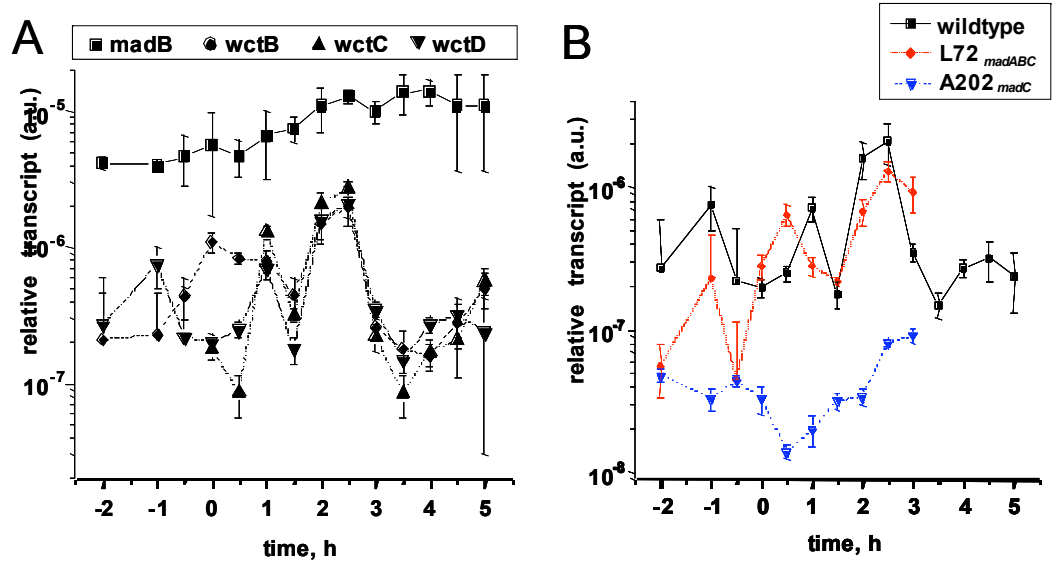 A
madB wctB wctC wctD
relative transcript (a.u.)
10-5
10-6
10-7
-2 -1 0 1 2 3 4 5
time, h
B
wildtype
L72 madABC
A202 madC
relative transcript (a.u.)
10-6
10-7
10-8
-2 -1 0 1 2 3 4 5
time, h